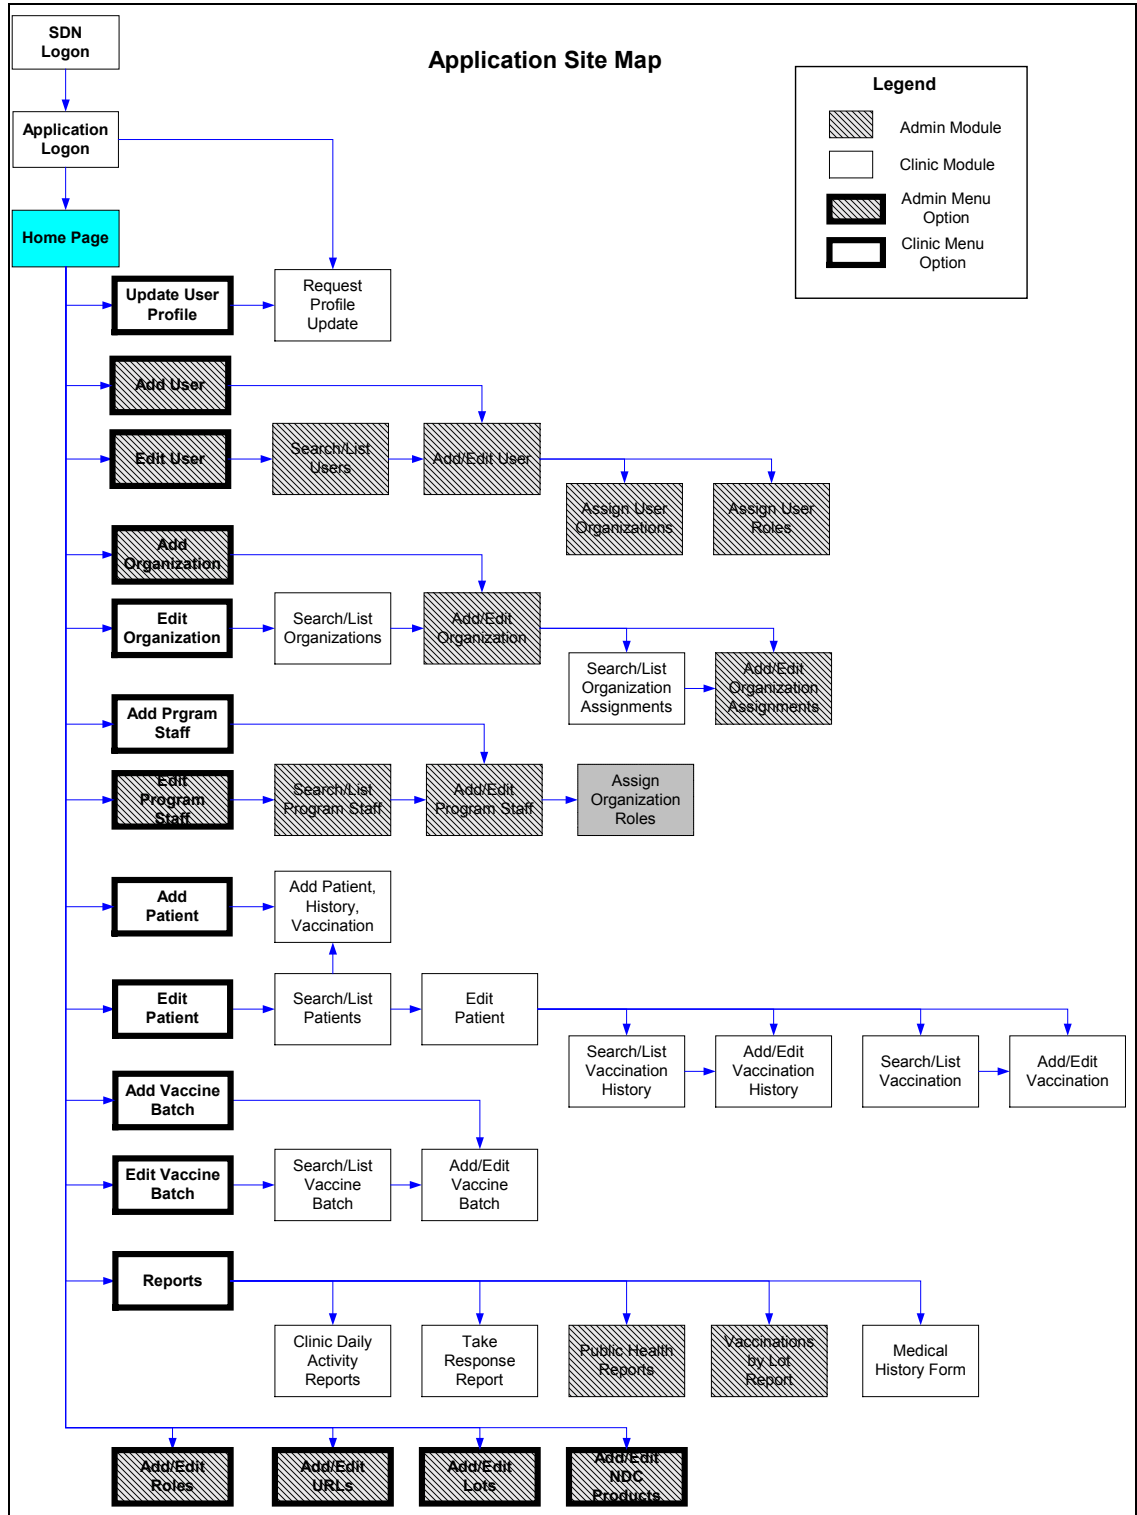 SDN
Logon
Application Site Map
Legend
Admin Module
Clinic Module
Admin Menu
Option
Clinic Menu
Option
Application
Logon
Home Page
Update User
Profile
Request
Profile
Update
Add User
Edit User
Search/List
Users
Add/Edit User
Assign User
Organizations
Assign User
Roles
Add
Organization
Edit
Organization
Search/List
Organizations
Add/Edit
Organization
Search/List
Organization
Assignments
Add/Edit
Organization
Assignments
Add Prgram
Staff
Edit
Program
Staff
Search/List
Program Staff
Add/Edit
Program Staff
Assign
Organization
Roles
Add
Patient
Add Patient,
History,
Vaccination
Edit
Patient
Search/List
Patients
Edit
Patient
Search/List
Vaccination
History
Add/Edit
Vaccination
History
Search/List
Vaccination
Add/Edit
Vaccination
Add Vaccine
Batch
Edit Vaccine
Batch
Search/List
Vaccine
Batch
Add/Edit
Vaccine
Batch
Reports
Clinic Daily
Activity
Reports
Take
Response
Report
Public Health
Reports
Vaccinations
by Lot
Report
Medical
History Form
Add/Edit
Roles
Add/Edit
URLs
Add/Edit
Lots
Add/Edit
NDC
Products